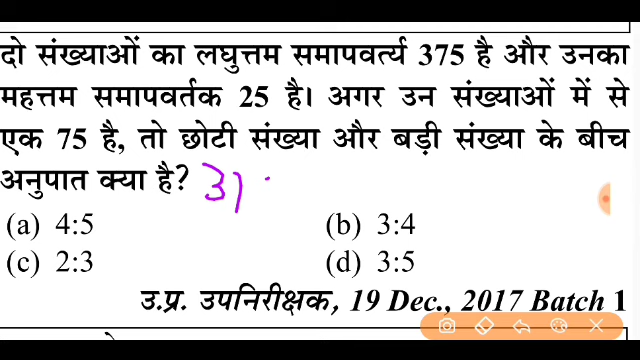 दो संख्याओं का लघुत्तम समापवर्त्य 375 है और उनका
महत्तम समापवर्तक 25 है। अगर उन संख्याओं में से
एक 75 है, तो छोटी संख्या और बड़ी संख्या के बीच
अनुपात क्या है?
(a) 4:5 (b) 3:4
(c) 2:3 (d) 3:5
उ.प्र. उपनिरीक्षक, 19 Dec., 2017 Batch 1